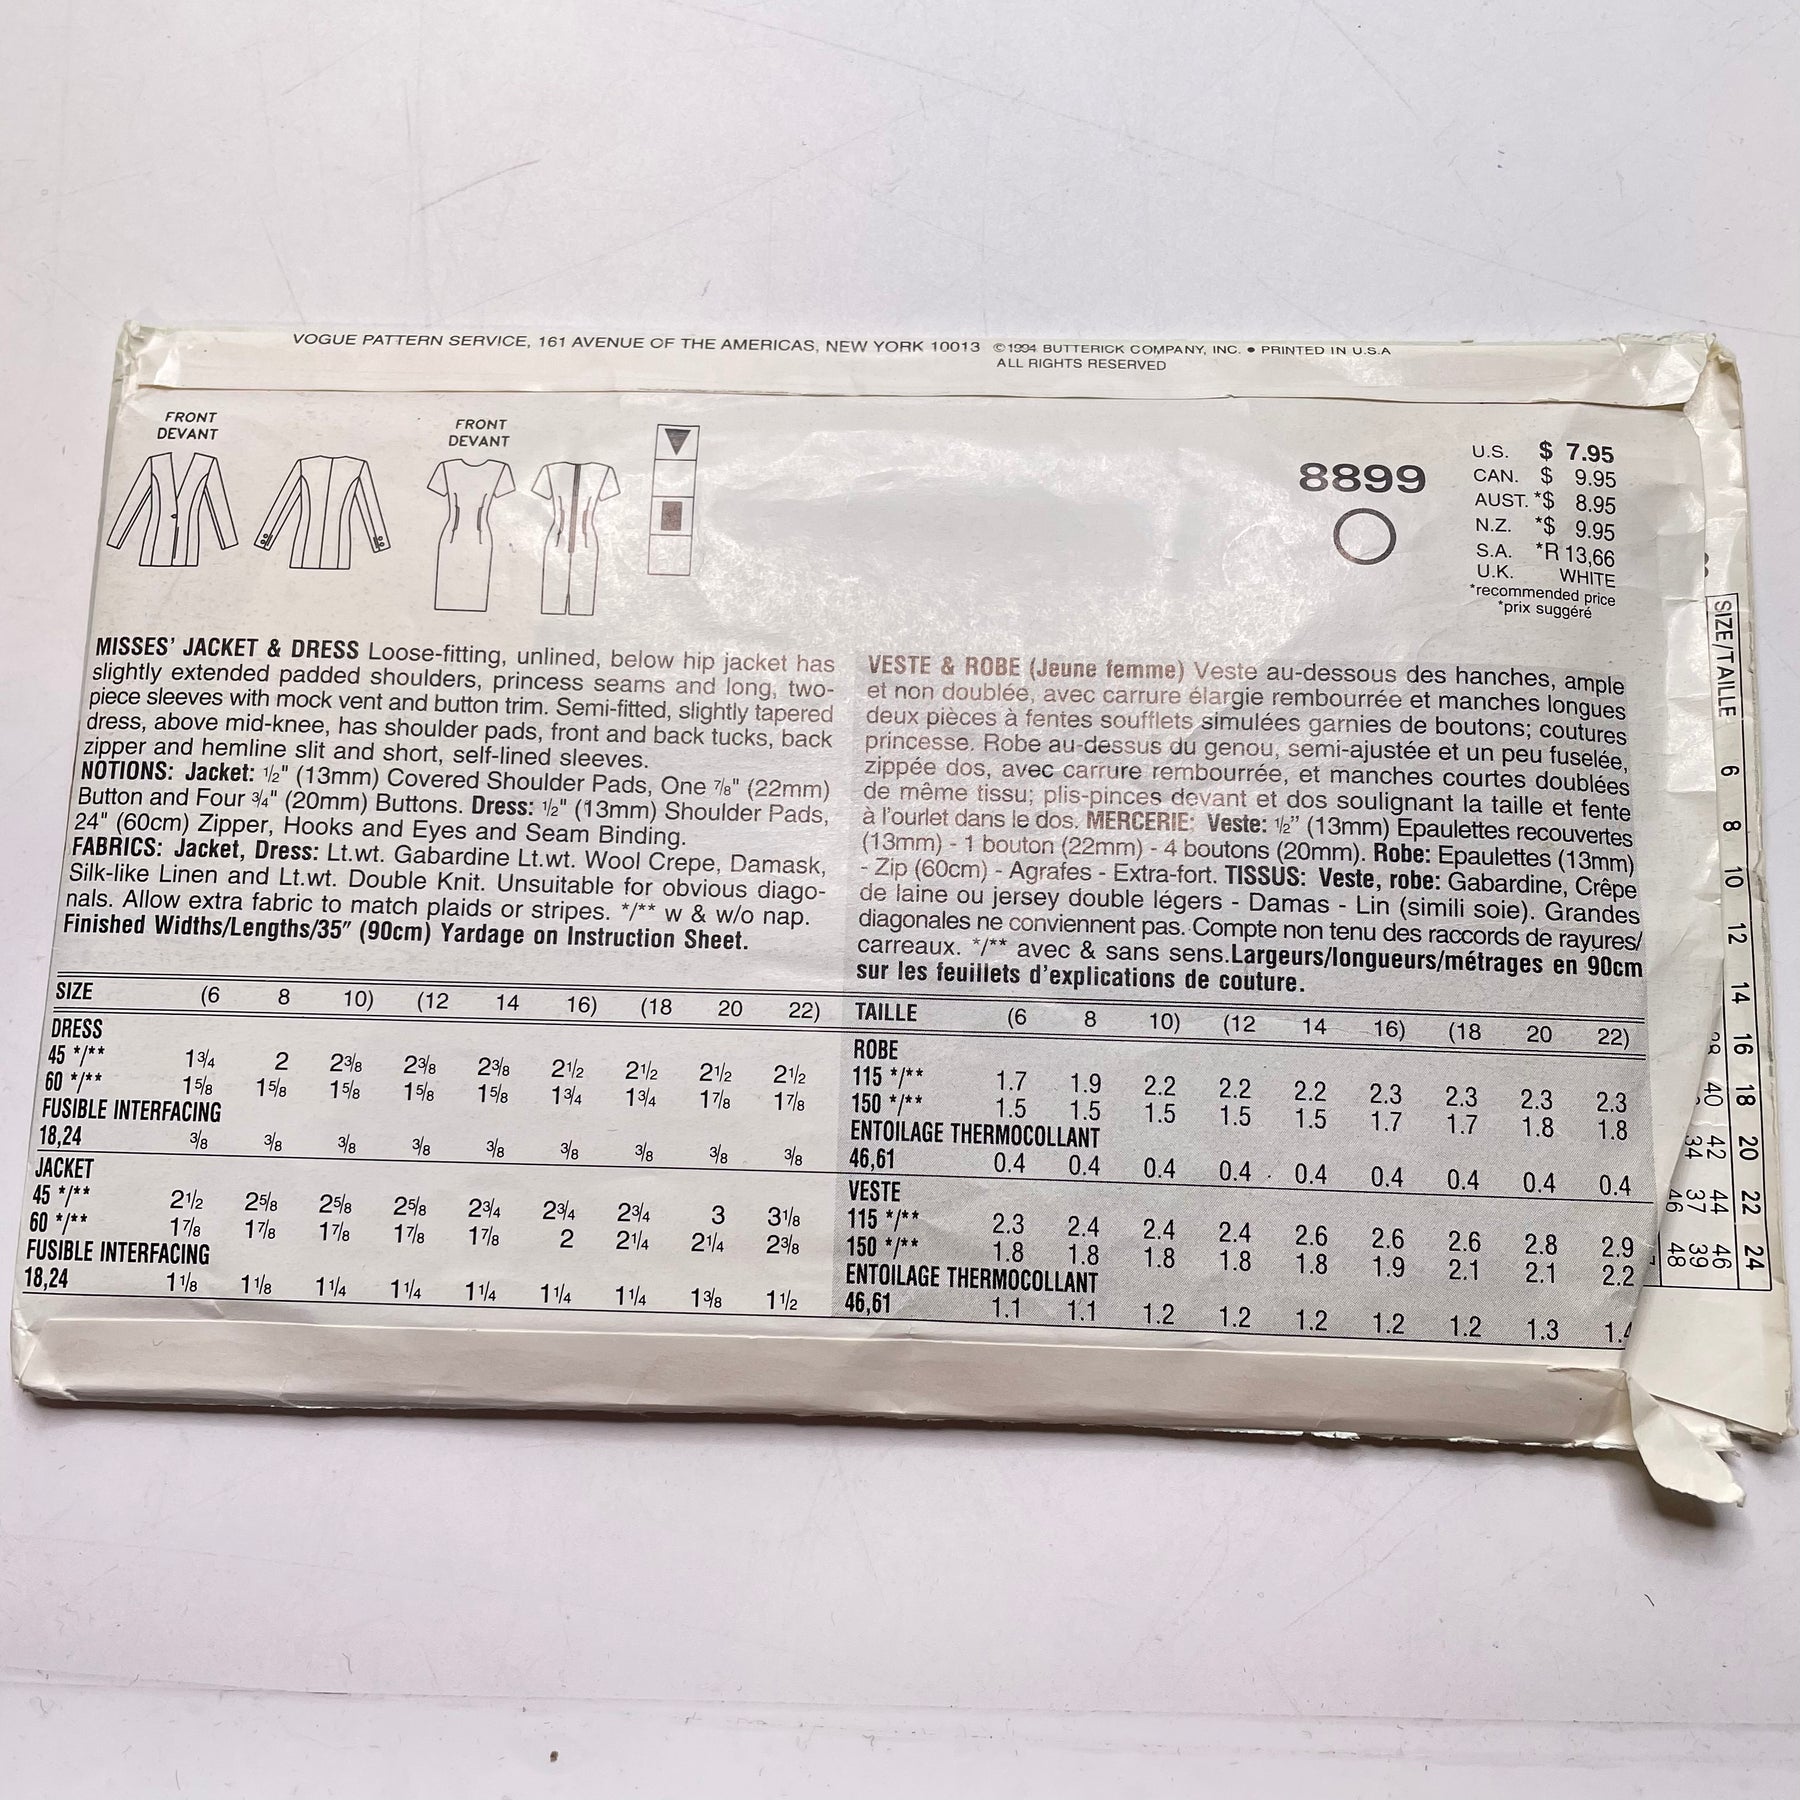 VOGUE PATTERN SERVICE, 161 AVENUE OF THE AMERICAS, NEW YORK 10013 ©1994 BUTTERICK COMPANY, INC. • PRINTED IN U.S.A
ALL RIGHTS RESERVED
FRONT
DEVANT
FRONT
DEVANT
8899
U.S. $ 7.95
CAN. $ 9.95
AUST. *$ 8.95
N.Z. *$ 9.95
S.A. *R 13,66
U.K. WHITE
*recommended price
*prix suggéré
MISSES' JACKET & DRESS Loose-fitting, unlined, below hip jacket has
slightly extended padded shoulders, princess seams and long, two-
piece sleeves with mock vent and button trim. Semi-fitted, slightly tapered
dress, above mid-knee, has shoulder pads, front and back tucks, back
zipper and hemline slit and short, self-lined sleeves.
NOTIONS: Jacket: 1/2" (13mm) Covered Shoulder Pads, One 7/8" (22mm)
Button and Four 3/4" (20mm) Buttons. Dress: 1/2" (13mm) Shoulder Pads,
24" (60cm) Zipper, Hooks and Eyes and Seam Binding.
FABRICS: Jacket, Dress: Lt.wt. Gabardine Lt.wt. Wool Crepe, Damask,
Silk-like Linen and Lt.wt. Double Knit. Unsuitable for obvious diago-
nals. Allow extra fabric to match plaids or stripes. */** w & w/o nap.
Finished Widths/Lengths/35" (90cm) Yardage on Instruction Sheet.
SIZE (6 8 10) (12 14 16) (18 20 22)
DRESS
45 */** 1 3/4 2 2 3/8 2 3/8 2 3/8 2 1/2 2 1/2 2 1/2 2 1/2
60 */** 1 5/8 1 5/8 1 5/8 1 5/8 1 5/8 1 3/4 1 3/4 1 7/8 1 7/8
FUSIBLE INTERFACING
18,24 3/8 3/8 3/8 3/8 3/8 3/8 3/8 3/8 3/8
JACKET
45 */** 2 1/2 2 5/8 2 5/8 2 5/8 2 3/4 2 3/4 2 3/4 3 3 1/8
60 */** 1 7/8 1 7/8 1 7/8 1 7/8 1 7/8 2 2 1/4 2 1/4 2 3/8
FUSIBLE INTERFACING
18,24 1 1/8 1 1/8 1 1/4 1 1/4 1 1/4 1 1/4 1 1/4 1 3/8 1 1/2
VESTE & ROBE (Jeune femme) Veste au-dessous des hanches, ample
et non doublée, avec carrure élargie rembourrée et manches longues
deux pièces à fentes soufflets simulées garnies de boutons; coutures
princesse. Robe au-dessus du genou, semi-ajustée et un peu fuselée,
zippée dos, avec carrure rembourrée, et manches courtes doublées
de même tissu; plis-pinces devant et dos soulignant la taille et fente
à l'ourlet dans le dos. MERCERIE: Veste: 1/2" (13mm) Epaulettes recouvertes
(13mm) - 1 bouton (22mm) - 4 boutons (20mm). Robe: Epaulettes (13mm)
- Zip (60cm) - Agrafes - Extra-fort. TISSUS: Veste, robe: Gabardine, Crêpe
de laine ou jersey double légers - Damas - Lin (simili soie). Grandes
diagonales ne conviennent pas. Compte non tenu des raccords de rayures/
carreaux. */** avec & sans sens.Largeurs/longueurs/métrages en 90cm
sur les feuillets d'explications de couture.
TAILLE (6 8 10) (12 14 16) (18 20 22)
ROBE
115 */** 1.7 1.9 2.2 2.2 2.2 2.3 2.3 2.3 2.3
150 */** 1.5 1.5 1.5 1.5 1.5 1.7 1.7 1.8 1.8
ENTOILAGE THERMOCOLLANT
46,61 0.4 0.4 0.4 0.4 0.4 0.4 0.4 0.4 0.4
VESTE
115 */** 2.3 2.4 2.4 2.4 2.6 2.6 2.6 2.8 2.9
150 */** 1.8 1.8 1.8 1.8 1.8 1.9 2.1 2.1 2.2
ENTOILAGE THERMOCOLLANT
46,61 1.1 1.1 1.2 1.2 1.2 1.2 1.2 1.3 1.4
SIZE/TAILLE 6 8 10 12 14 16 18 20 22 24
40 42 44 46
34 37 39
46 48